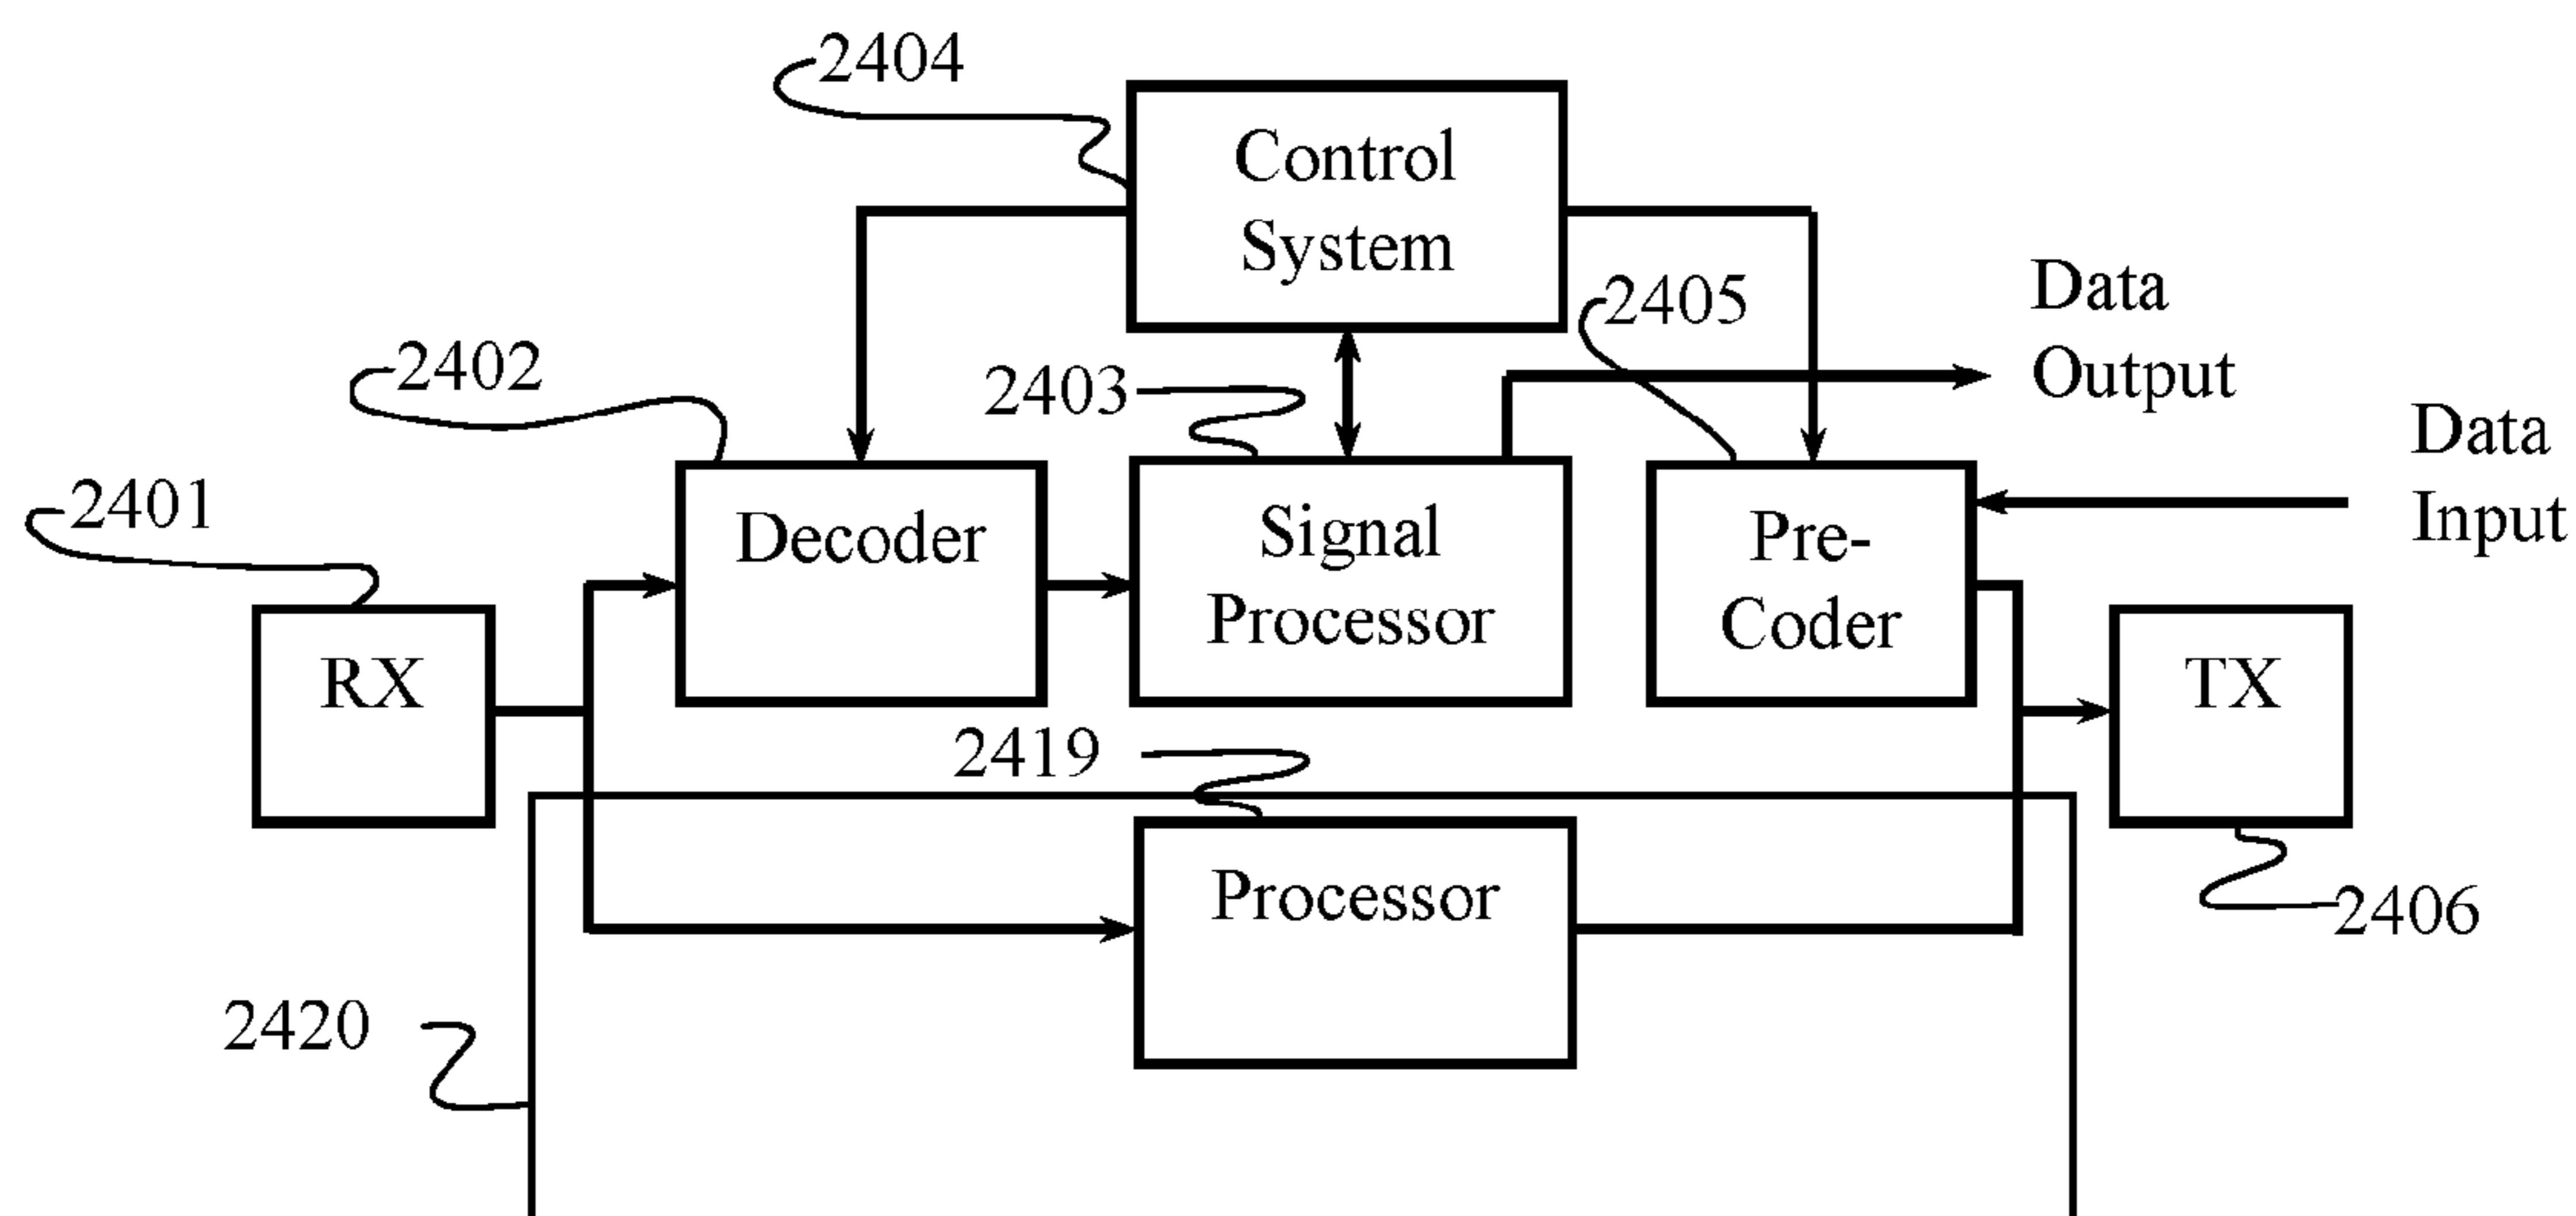 2404
Control
System
2405
Data
Output
2402
2403
Data
Input
2401
Decoder
Signal
Processor
Pre-
Coder
RX
TX
2419
Processor
2406
2420